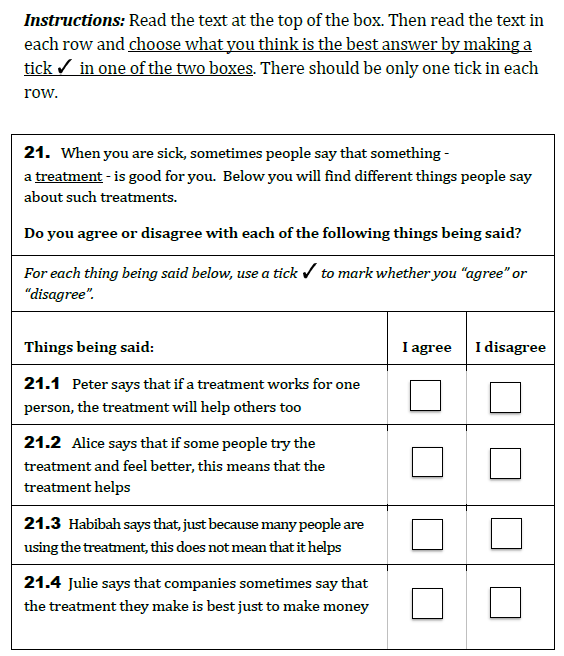 Instructions: Read the text at the top of the box. Then read the text in
each row and choose what you think is the best answer by making a
tick ✓ in one of the two boxes. There should be only one tick in each
row.
21. When you are sick, sometimes people say that something -
a treatment - is good for you. Below you will find different things people say
about such treatments.
Do you agree or disagree with each of the following things being said?
For each thing being said below, use a tick ✓ to mark whether you “agree” or
“disagree”.
Things being said: I agree I disagree
21.1 Peter says that if a treatment works for one
person, the treatment will help others too
21.2 Alice says that if some people try the
treatment and feel better, this means that the
treatment helps
21.3 Habibah says that, just because many people are
using the treatment, this does not mean that it helps
21.4 Julie says that companies sometimes say that
the treatment they make is best just to make money